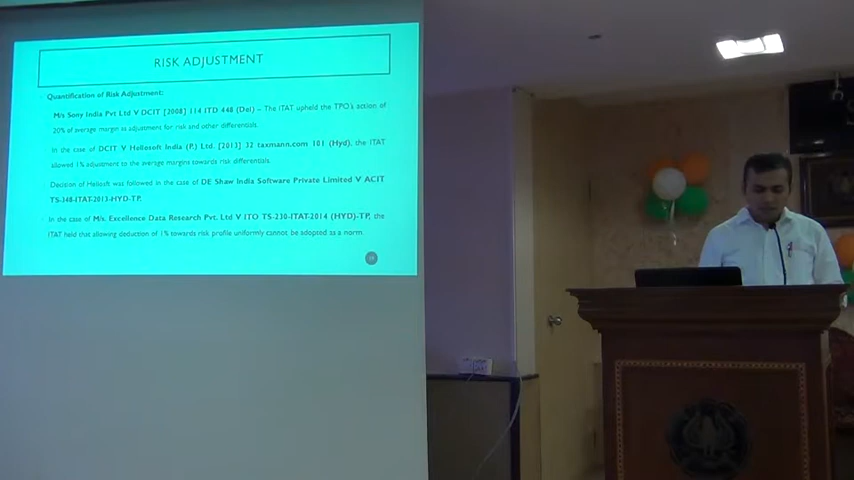 RISK ADJUSTMENT
Quantification of Risk Adjustment:
M/s Sony India Pvt Ltd V DCIT [2008] 114 ITD 448 (Del) – The ITAT upheld the TPO's action of
20% of average margin as adjustment for risk and other differentials.
In the case of DCIT V Hellosoft India (P.) Ltd. [2013] 32 taxmann.com 101 (Hyd), the ITAT
allowed 1% adjustment to the average margins towards risk differentials.
Decision of Hellosft was followed in the case of DE Shaw India Software Private Limited V ACIT
TS-348-ITAT-2013-HYD-TP.
In the case of M/s. Excellence Data Research Pvt. Ltd V ITO TS-230-ITAT-2014 (HYD)-TP, the
ITAT held that allowing deduction of 1% towards risk profile uniformly cannot be adopted as a norm.